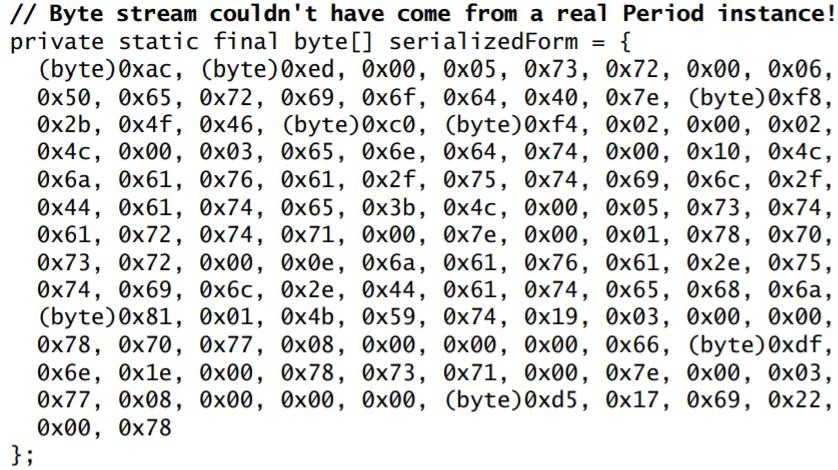 // Byte stream couldn't have come from a real Period instance!
private static final byte[] serializedForm = {
(byte)0xac, (byte)0xed, 0x00, 0x05, 0x73, 0x72, 0x00, 0x06,
0x50, 0x65, 0x72, 0x69, 0x6f, 0x64, 0x40, 0x7e, (byte)0xf8,
0x2b, 0x4f, 0x46, (byte)0xc0, (byte)0xf4, 0x02, 0x00, 0x02,
0x4c, 0x00, 0x03, 0x65, 0x6e, 0x64, 0x74, 0x00, 0x10, 0x4c,
0x6a, 0x61, 0x76, 0x61, 0x2f, 0x75, 0x74, 0x69, 0x6c, 0x2f,
0x44, 0x61, 0x74, 0x65, 0x3b, 0x4c, 0x00, 0x05, 0x73, 0x74,
0x61, 0x72, 0x74, 0x71, 0x00, 0x7e, 0x00, 0x01, 0x78, 0x70,
0x73, 0x72, 0x00, 0x0e, 0x6a, 0x61, 0x76, 0x61, 0x2e, 0x75,
0x74, 0x69, 0x6c, 0x2e, 0x44, 0x61, 0x74, 0x65, 0x68, 0x6a,
(byte)0x81, 0x01, 0x4b, 0x59, 0x74, 0x19, 0x03, 0x00, 0x00,
0x78, 0x70, 0x77, 0x08, 0x00, 0x00, 0x00, 0x66, (byte)0xdf,
0x6e, 0x1e, 0x00, 0x78, 0x73, 0x71, 0x00, 0x7e, 0x00, 0x03,
0x77, 0x08, 0x00, 0x00, 0x00, (byte)0xd5, 0x17, 0x69, 0x22,
0x00, 0x78
};